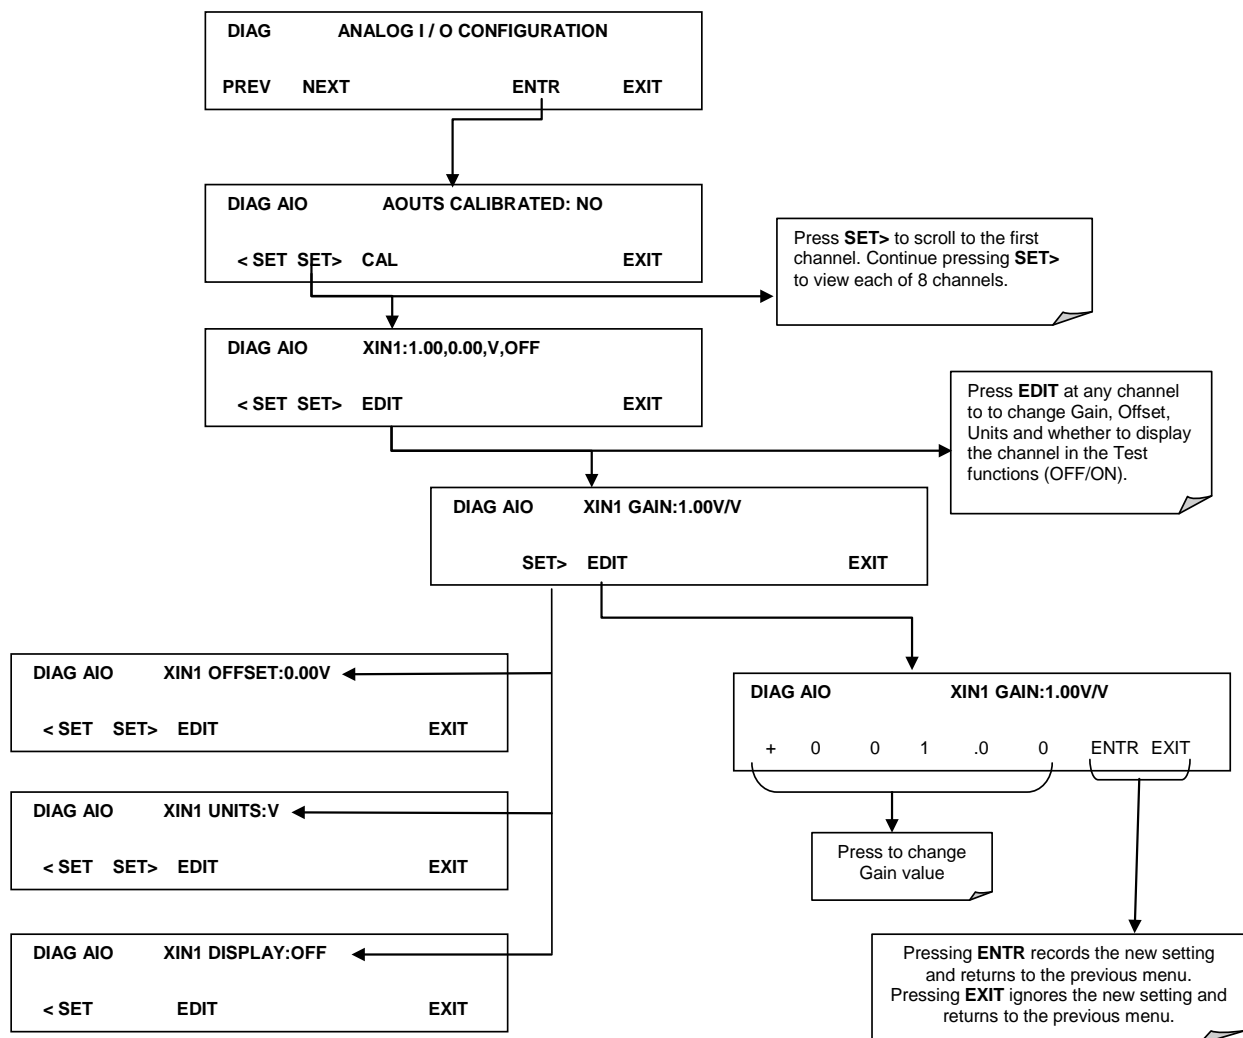 DIAG ANALOG I / O CONFIGURATION
PREV NEXT ENTR EXIT
DIAG AIO AOUTS CALIBRATED: NO
< SET SET> CAL EXIT
Press SET> to scroll to the first
channel. Continue pressing SET>
to view each of 8 channels.
DIAG AIO XIN1:1.00,0.00,V,OFF
< SET SET> EDIT EXIT
Press EDIT at any channel
to to change Gain, Offset,
Units and whether to display
the channel in the Test
functions (OFF/ON).
DIAG AIO XIN1 GAIN:1.00V/V
SET> EDIT EXIT
DIAG AIO XIN1 OFFSET:0.00V
< SET SET> EDIT EXIT
DIAG AIO XIN1 GAIN:1.00V/V
+ 0 0 1 .0 0 ENTR EXIT
DIAG AIO XIN1 UNITS:V
< SET SET> EDIT EXIT
Press to change
Gain value
DIAG AIO XIN1 DISPLAY:OFF
< SET EDIT EXIT
Pressing ENTR records the new setting
and returns to the previous menu.
Pressing EXIT ignores the new setting and
returns to the previous menu.